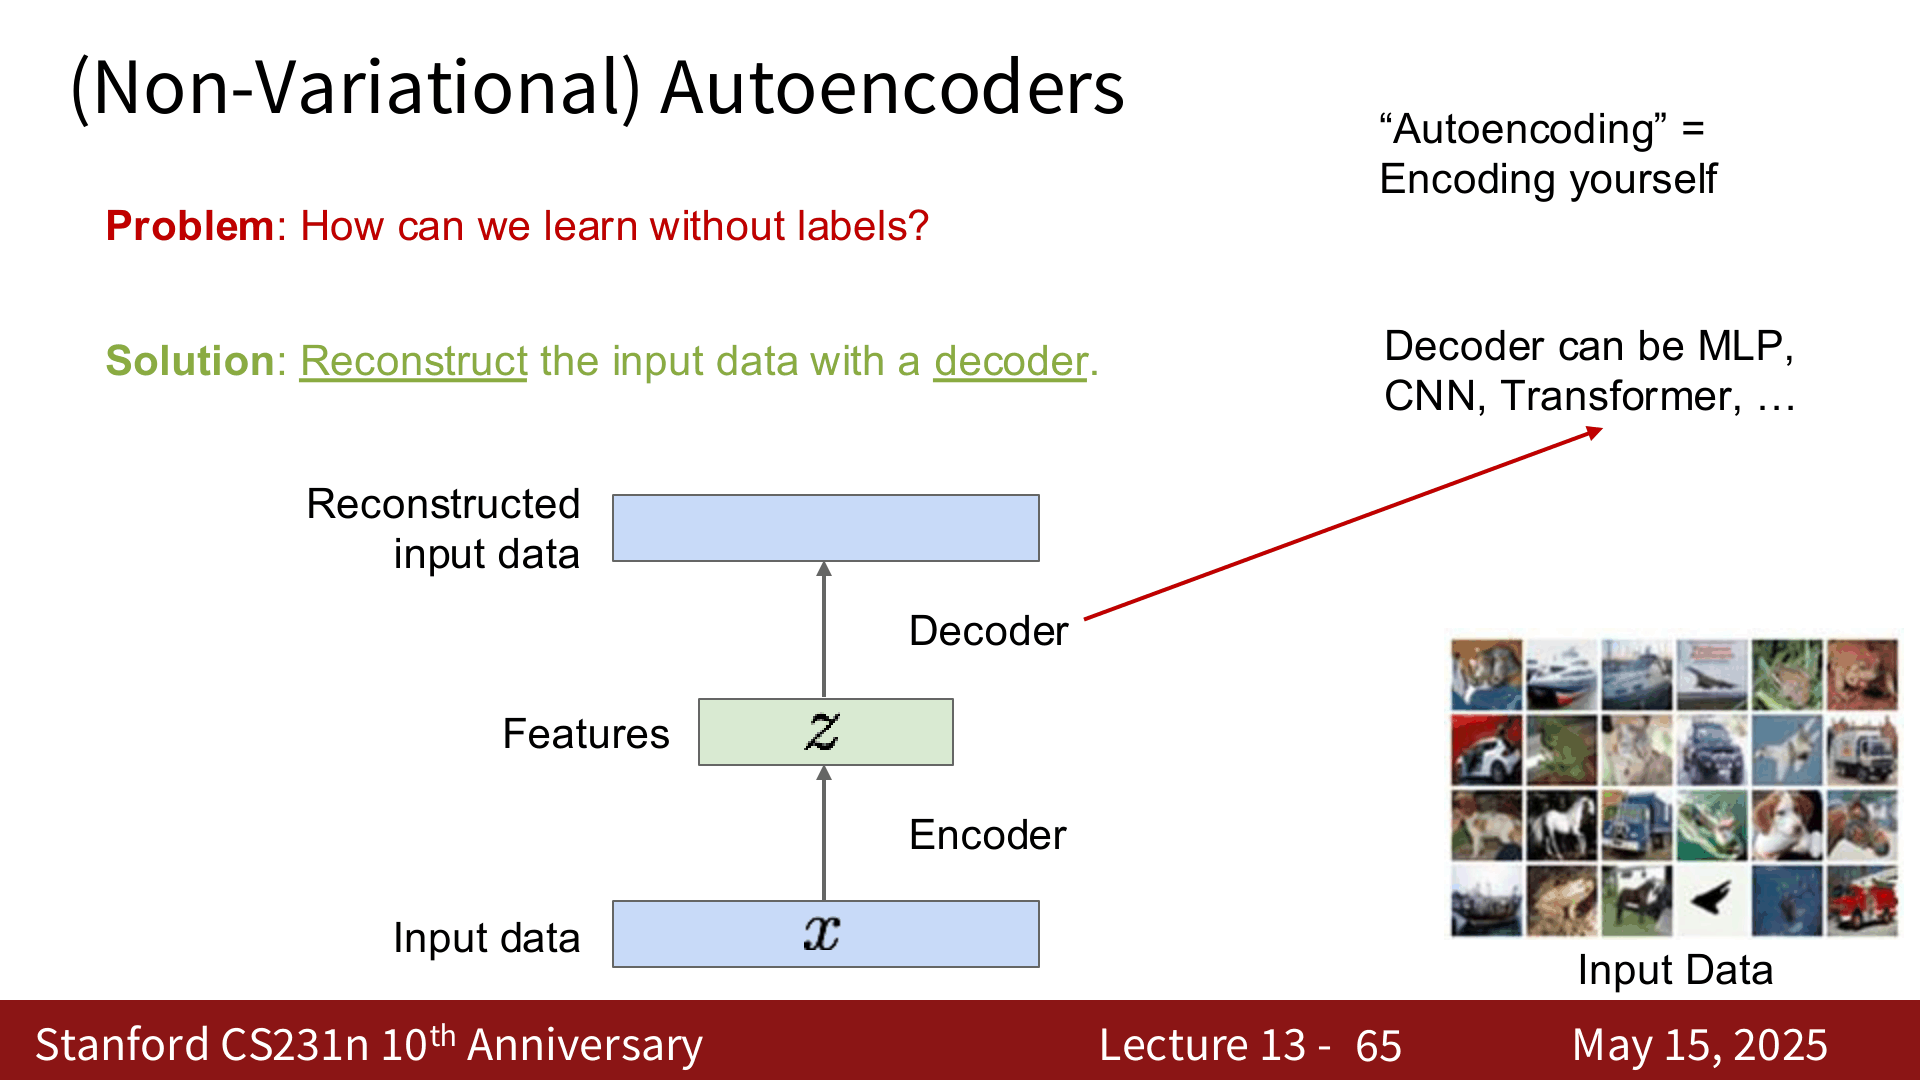 (Non-Variational) Autoencoders
“Autoencoding” =
Encoding yourself
Problem: How can we learn without labels?
Solution: Reconstruct the input data with a decoder.
Decoder can be MLP,
CNN, Transformer, …
Reconstructed
input data
Decoder
Features
z
Encoder
Input data
x
Input Data
Stanford CS231n 10th Anniversary
Lecture 13 - 65
May 15, 2025